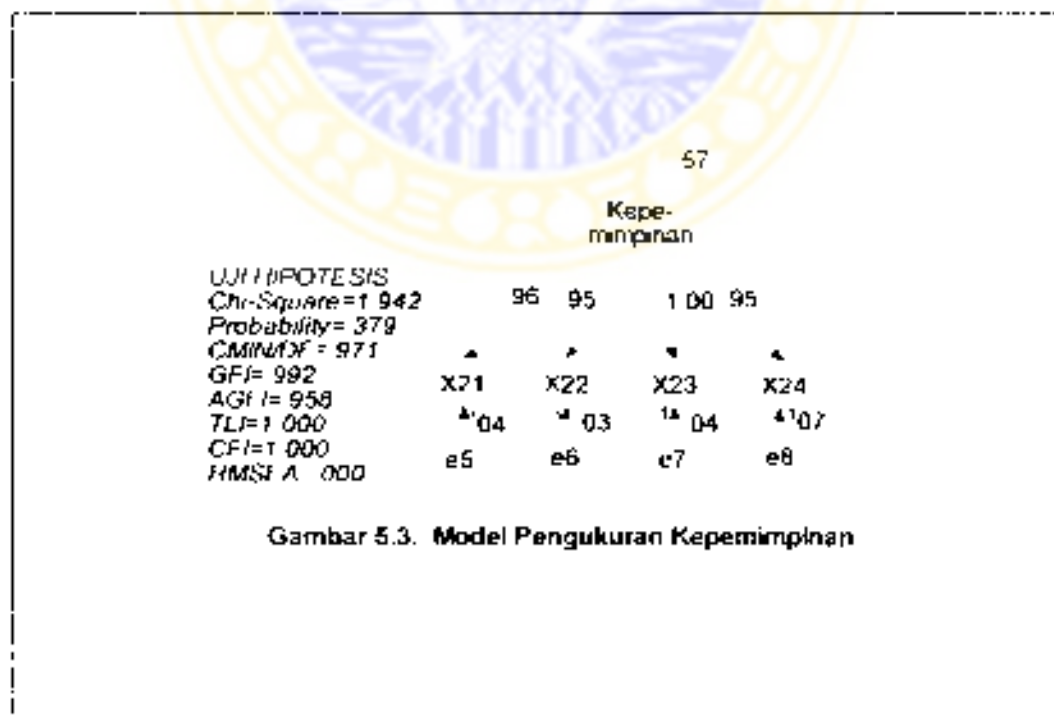 57
Kepe-
mimpinan
UJI HIPOTESIS
Chi-Square=1 942
Probability= 379
CMIN/DF = 971
GFI= 992
AGFI= 958
TLI=1 000
CFI=1 000
RMSEA 000
96 95 1 00 95
X21 X22 X23 X24
04 03 04 07
e5 e6 e7 e8
Gambar 5.3. Model Pengukuran Kepemimpinan